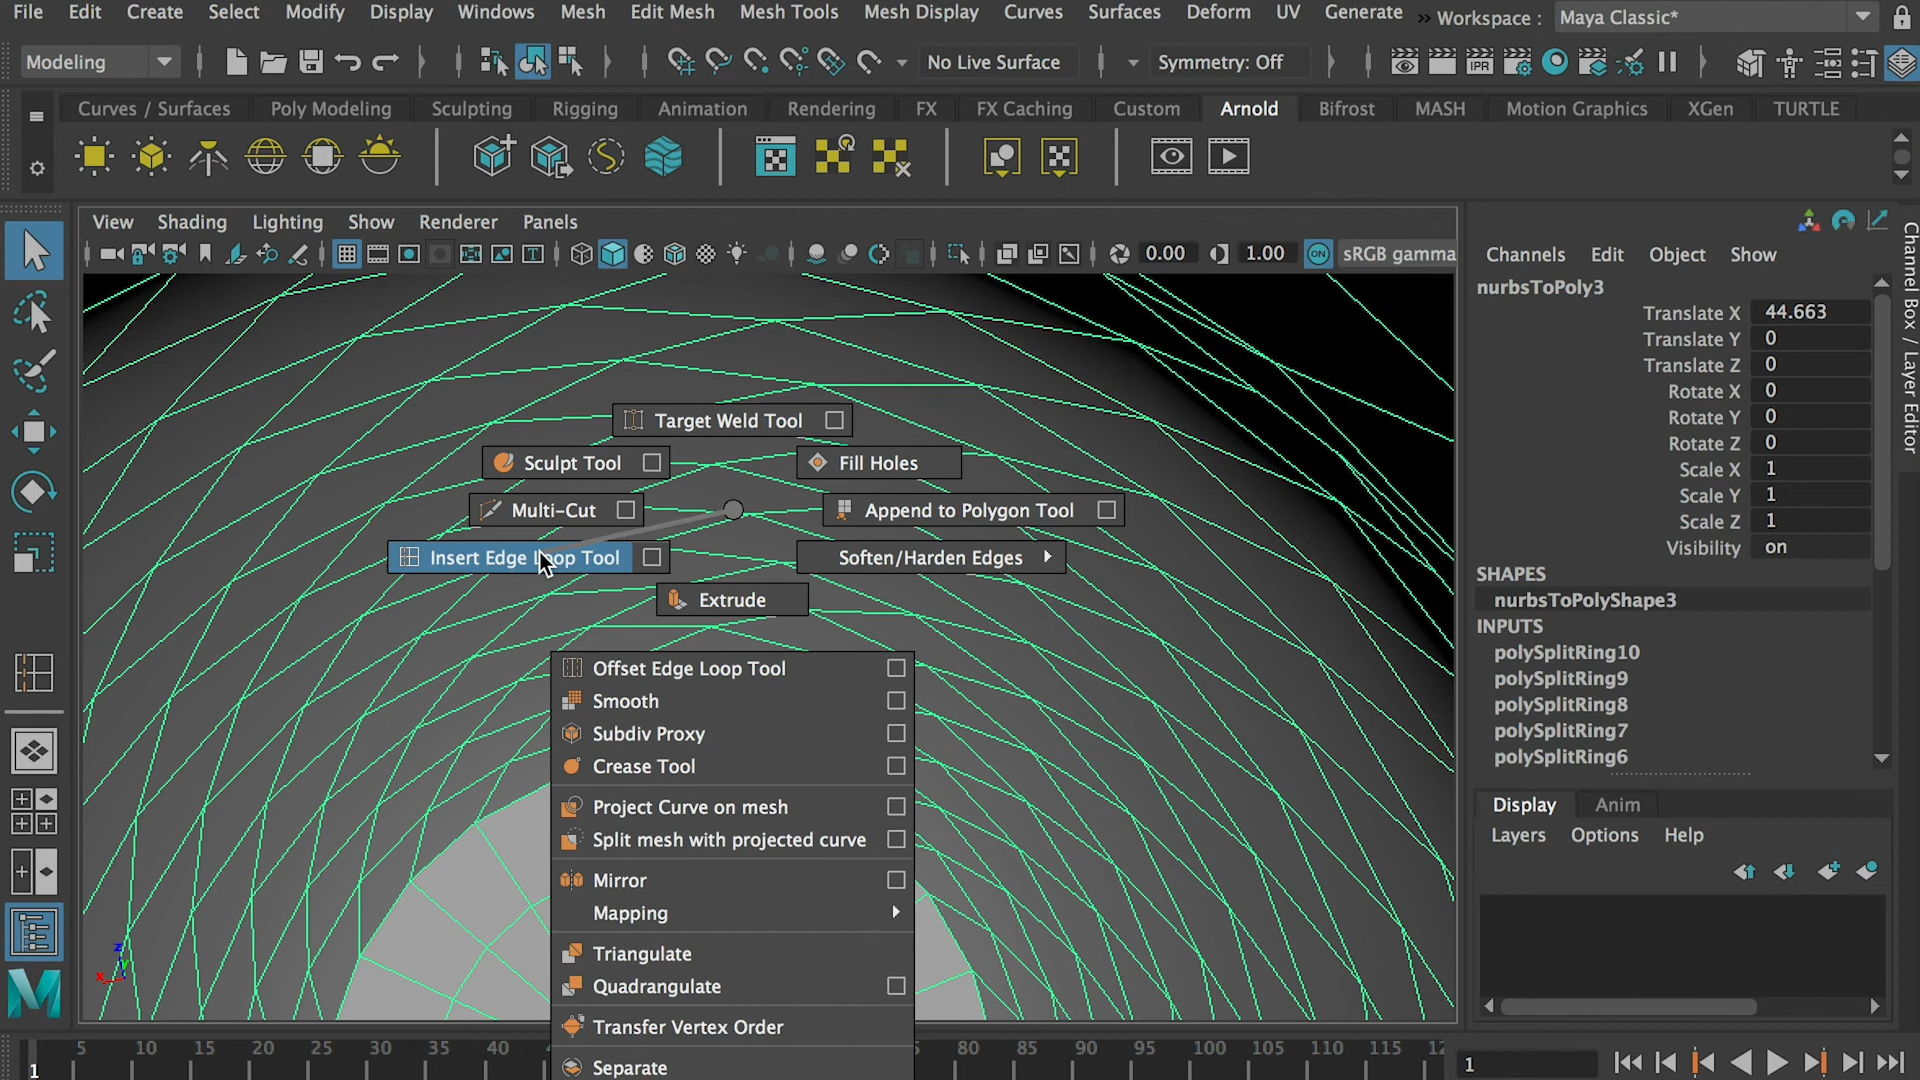 File Edit Create Select Modify Display Windows Mesh Edit Mesh Mesh Tools Mesh Display Curves Surfaces Deform UV Generate Workspace : Maya Classic*
Modeling No Live Surface Symmetry: Off
IPR
Curves / Surfaces Poly Modeling Sculpting Rigging Animation Rendering FX FX Caching Custom Arnold Bifrost MASH Motion Graphics XGen TURTLE
View Shading Lighting Show Renderer Panels
0.00 1.00 ON sRGB gamma
Channels Edit Object Show
Channel Box / Layer Editor
nurbsToPoly3
Translate X 44.663
Translate Y 0
Translate Z 0
Rotate X 0
Rotate Y 0
Rotate Z 0
Scale X 1
Scale Y 1
Scale Z 1
Visibility on
SHAPES
nurbsToPolyShape3
INPUTS
polySplitRing10
polySplitRing9
polySplitRing8
polySplitRing7
polySplitRing6
Target Weld Tool
Sculpt Tool Fill Holes
Multi-Cut Append to Polygon Tool
Insert Edge Loop Tool Soften/Harden Edges
Extrude
Offset Edge Loop Tool
Smooth
Subdiv Proxy
Crease Tool
Project Curve on mesh
Split mesh with projected curve
Mirror
Mapping
Triangulate
Quadrangulate
Transfer Vertex Order
Separate
Display Anim
Layers Options Help
z
x
5 10 15 20 25 30 35 40 80 85 90 95 100 105 110 115
1 1